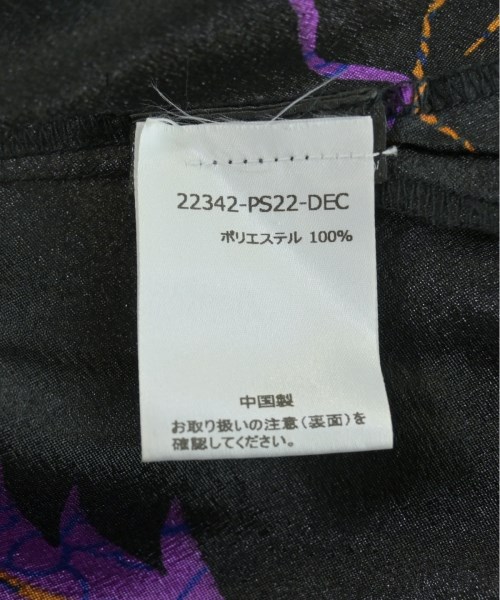 22342-PS22-DEC
ポリエステル 100%
中国製
お取り扱いの注意(裏面)を
確認してください。